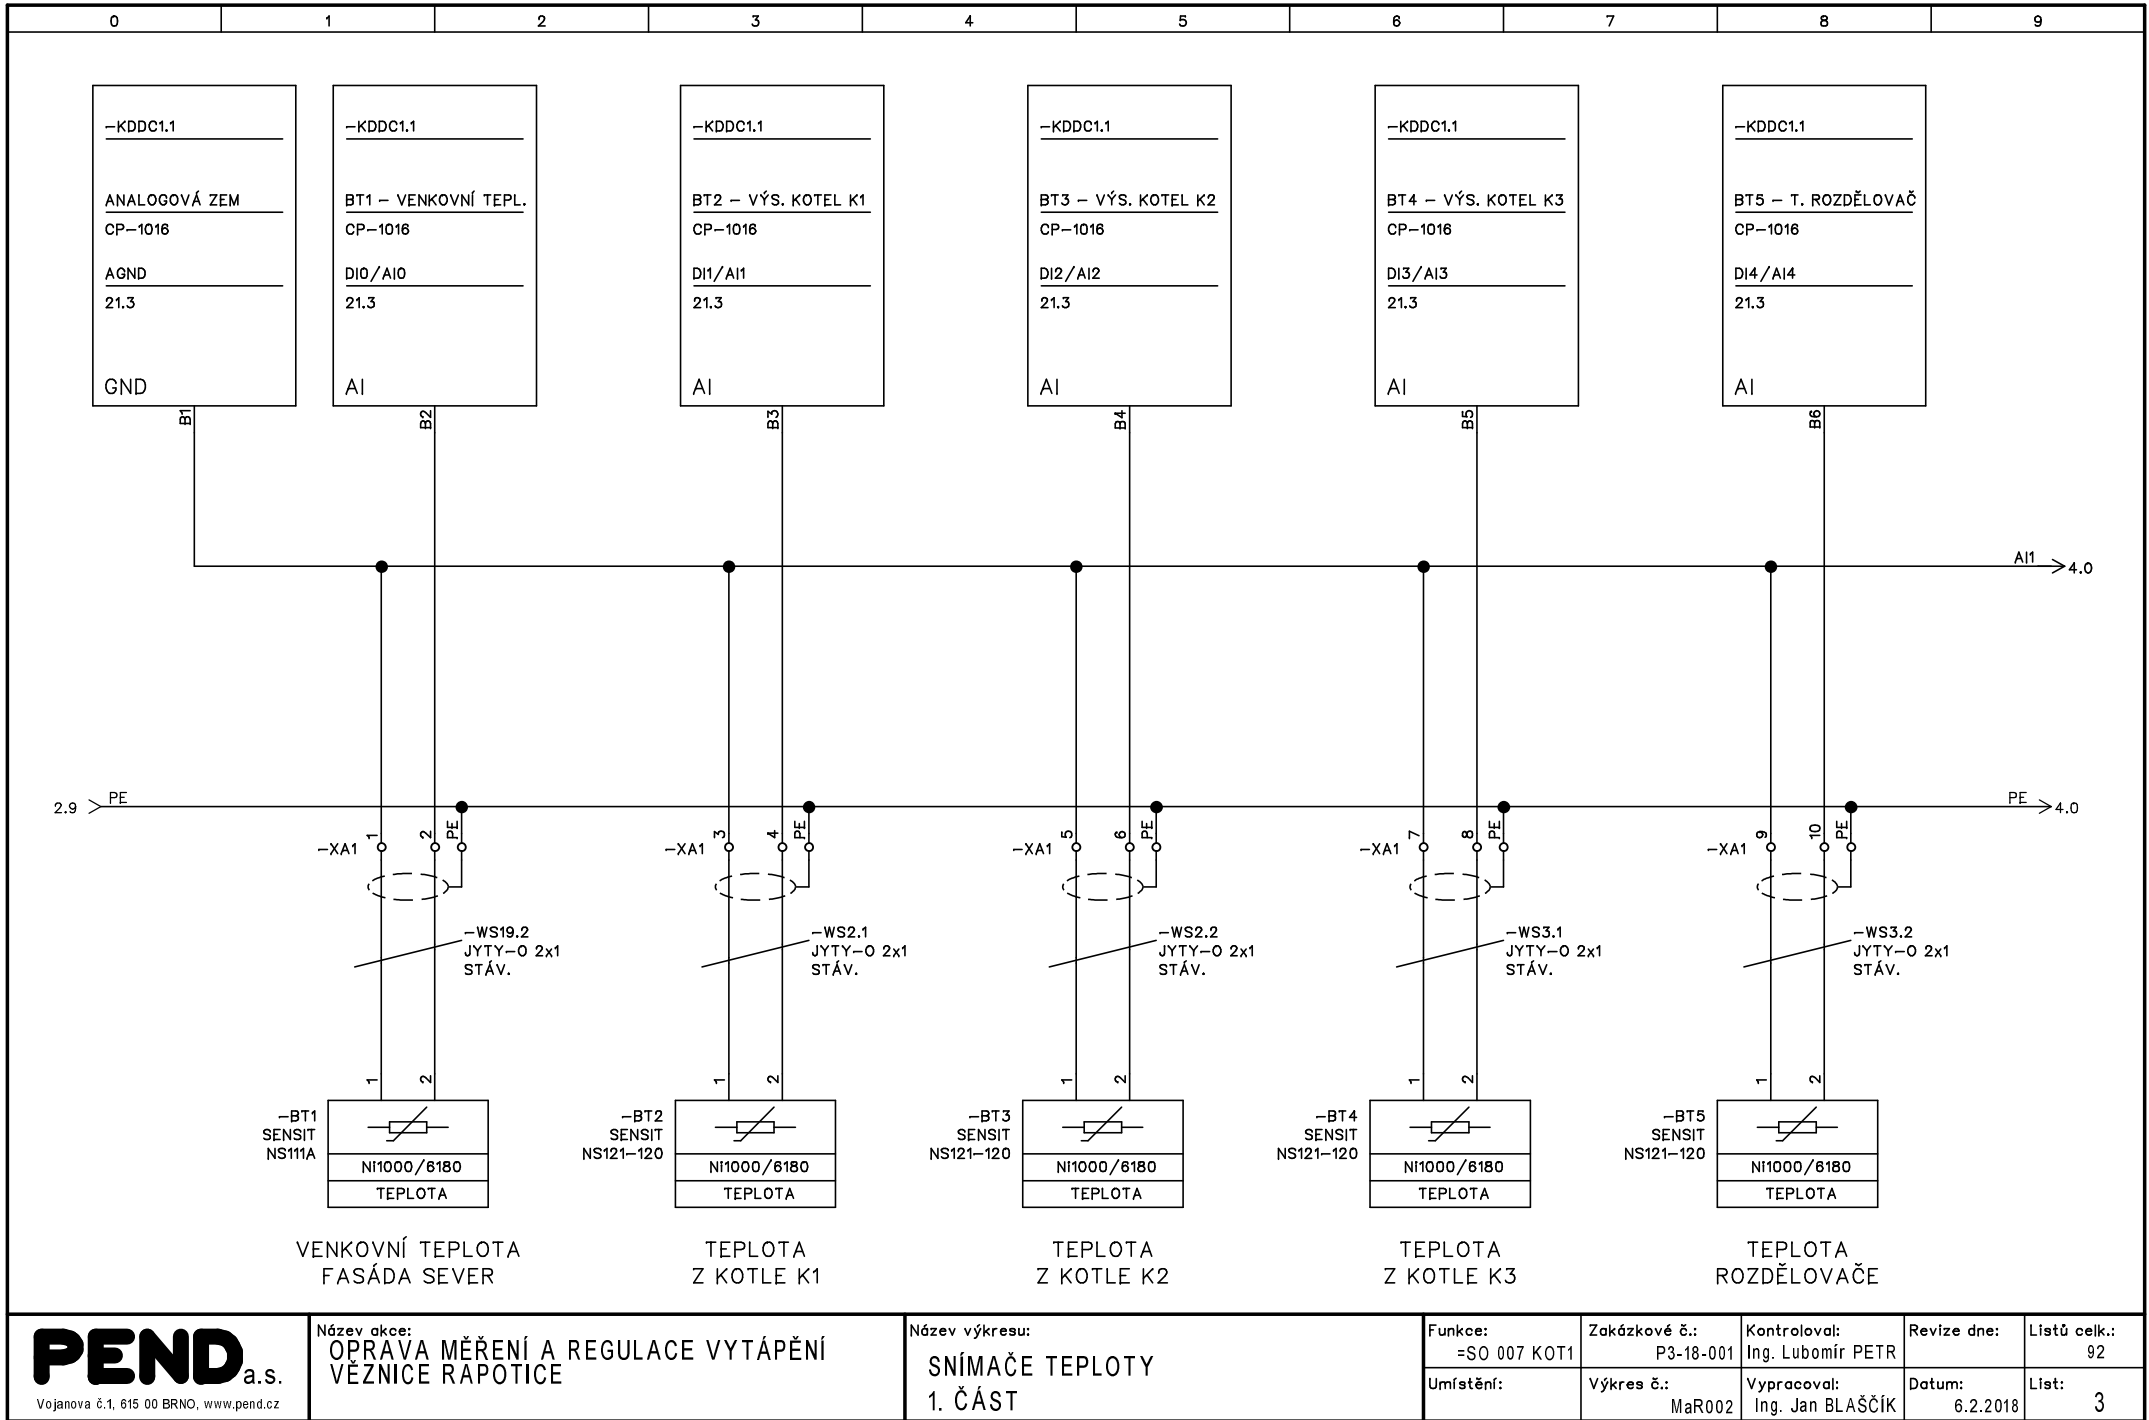 0 1 2 3 4 5 6 7 8 9
-KDDC1.1
ANALOGOVÁ ZEM
CP-1016
AGND
21.3
GND
B1
-KDDC1.1
BT1 - VENKOVNÍ TEPL.
CP-1016
DI0/AI0
21.3
AI
B2
-KDDC1.1
BT2 - VÝS. KOTEL K1
CP-1016
DI1/AI1
21.3
AI
B3
-KDDC1.1
BT3 - VÝS. KOTEL K2
CP-1016
DI2/AI2
21.3
AI
B4
-KDDC1.1
BT4 - VÝS. KOTEL K3
CP-1016
DI3/AI3
21.3
AI
B5
-KDDC1.1
BT5 - T. ROZDĚLOVAČ
CP-1016
DI4/AI4
21.3
AI
B6
AI1 4.0
2.9 PE
PE 4.0
-XA1 1 2 PE
-XA1 3 4 PE
-XA1 5 6 PE
-XA1 7 8 PE
-XA1 9 10 PE
-WS19.2
JYTY-O 2x1
STÁV.
-WS2.1
JYTY-O 2x1
STÁV.
-WS2.2
JYTY-O 2x1
STÁV.
-WS3.1
JYTY-O 2x1
STÁV.
-WS3.2
JYTY-O 2x1
STÁV.
1 2
-BT1
SENSIT
NS111A
Ni1000/6180
TEPLOTA
VENKOVNÍ TEPLOTA
FASÁDA SEVER
1 2
-BT2
SENSIT
NS121-120
Ni1000/6180
TEPLOTA
TEPLOTA
Z KOTLE K1
1 2
-BT3
SENSIT
NS121-120
Ni1000/6180
TEPLOTA
TEPLOTA
Z KOTLE K2
1 2
-BT4
SENSIT
NS121-120
Ni1000/6180
TEPLOTA
TEPLOTA
Z KOTLE K3
1 2
-BT5
SENSIT
NS121-120
Ni1000/6180
TEPLOTA
TEPLOTA
ROZDĚLOVAČE
PEND a.s.
Vojanova č.1, 615 00 BRNO, www.pend.cz
Název akce:
OPRAVA MĚŘENÍ A REGULACE VYTÁPĚNÍ
VĚZNICE RAPOTICE
Název výkresu:
SNÍMAČE TEPLOTY
1. ČÁST
Funkce:
=SO 007 KOT1
Umístění:
Zakázkové č.:
P3-18-001
Výkres č.:
MaR002
Kontroloval:
Ing. Lubomír PETR
Vypracoval:
Ing. Jan BLAŠČÍK
Revize dne:
Datum:
6.2.2018
Listů celk.:
92
List:
3